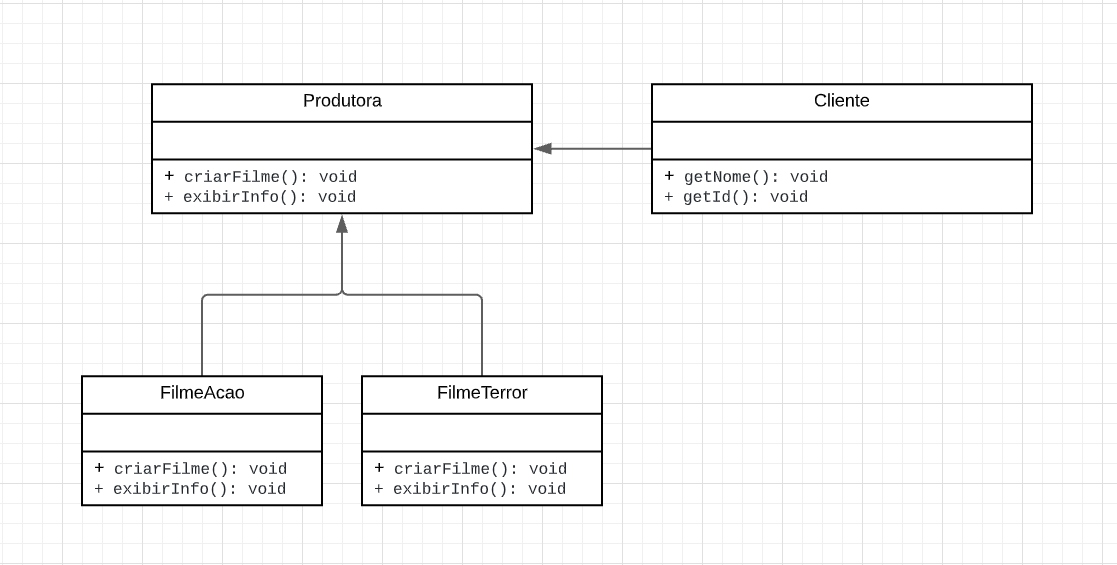 Produtora
+ criarFilme(): void
+ exibirInfo(): void
Cliente
+ getNome(): void
+ getId(): void
FilmeAcao
+ criarFilme(): void
+ exibirInfo(): void
FilmeTerror
+ criarFilme(): void
+ exibirInfo(): void